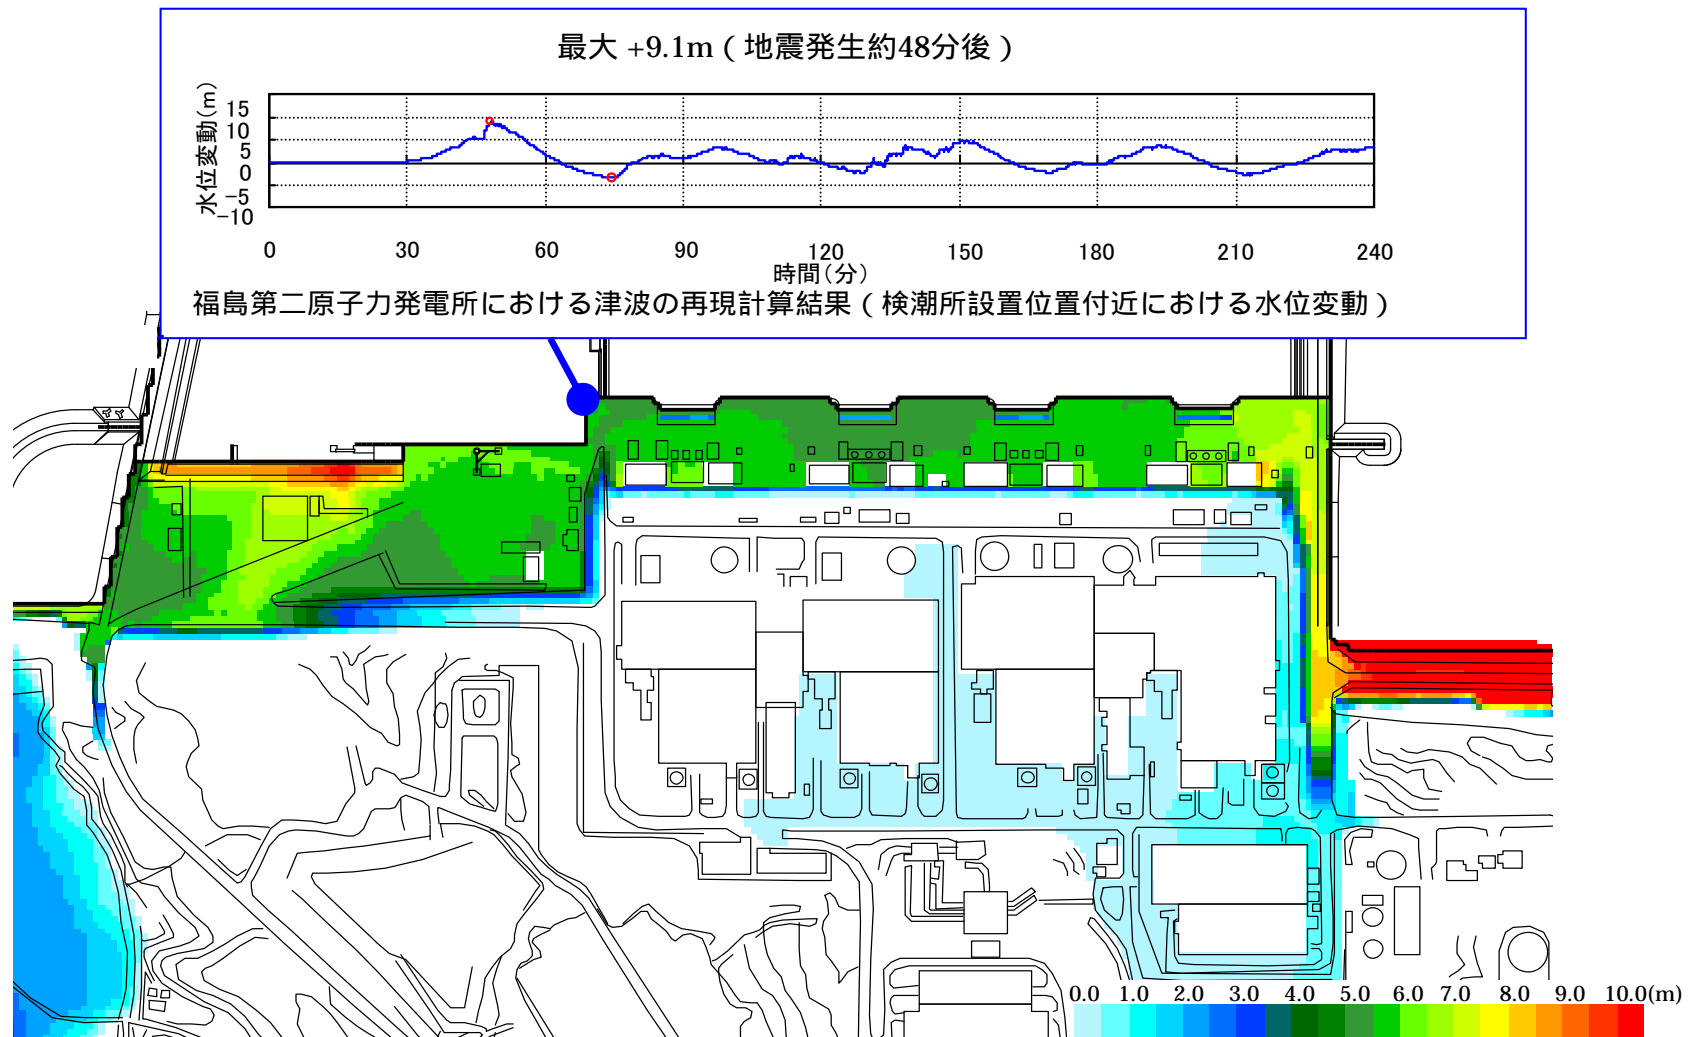 最大 +9.1m（地震発生約48分後）
水位変動(m)
15
10
5
0
-5
-10
0 30 60 90 120 150 180 210 240
時間(分)
福島第二原子力発電所における津波の再現計算結果（検潮所設置位置付近における水位変動）
0.0 1.0 2.0 3.0 4.0 5.0 6.0 7.0 8.0 9.0 10.0(m)